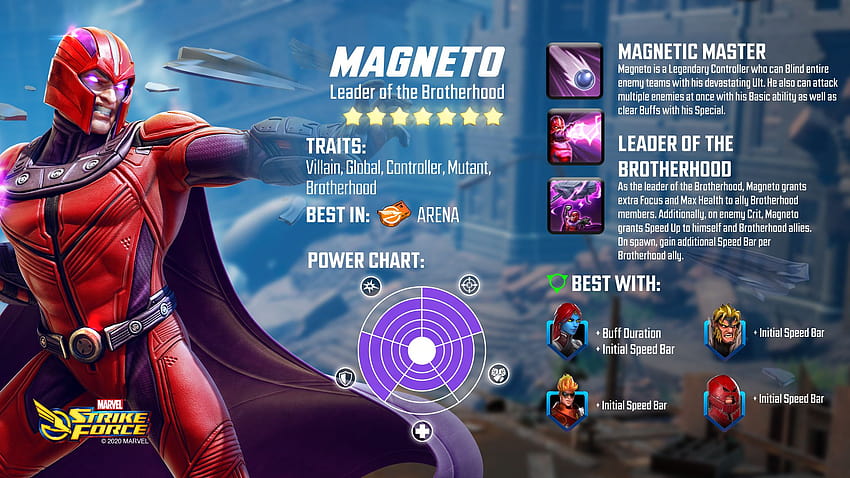 MAGNETO
Leader of the Brotherhood
TRAITS:
Villain, Global, Controller, Mutant,
Brotherhood
BEST IN: ARENA
POWER CHART:
MAGNETIC MASTER
Magneto is a Legendary Controller who can Blind entire
enemy teams with his devastating Ult. He also can attack
multiple enemies at once with his Basic ability as well as
clear Buffs with his Special.
LEADER OF THE
BROTHERHOOD
As the leader of the Brotherhood, Magneto grants
extra Focus and Max Health to ally Brotherhood
members. Additionally, on enemy Crit, Magneto
grants Speed Up to himself and Brotherhood allies.
On spawn, gain additional Speed Bar per
Brotherhood ally.
BEST WITH:
+ Buff Duration
+ Initial Speed Bar
+ Initial Speed Bar
+ Initial Speed Bar
+ Initial Speed Bar
MARVEL
STRIKE
FORCE
© 2020 MARVEL